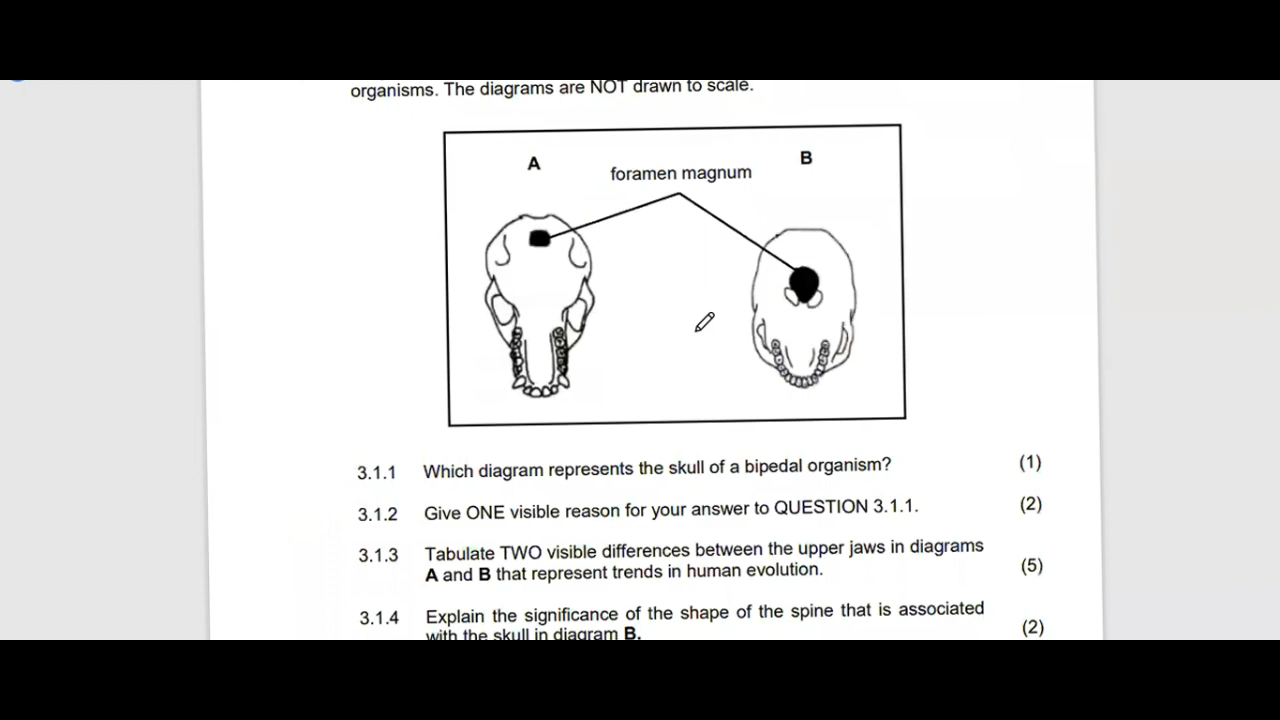 organisms. The diagrams are NOT drawn to scale.
A
B
foramen magnum
3.1.1 Which diagram represents the skull of a bipedal organism? (1)
3.1.2 Give ONE visible reason for your answer to QUESTION 3.1.1. (2)
3.1.3 Tabulate TWO visible differences between the upper jaws in diagrams
A and B that represent trends in human evolution. (5)
3.1.4 Explain the significance of the shape of the spine that is associated
with the skull in diagram B. (2)